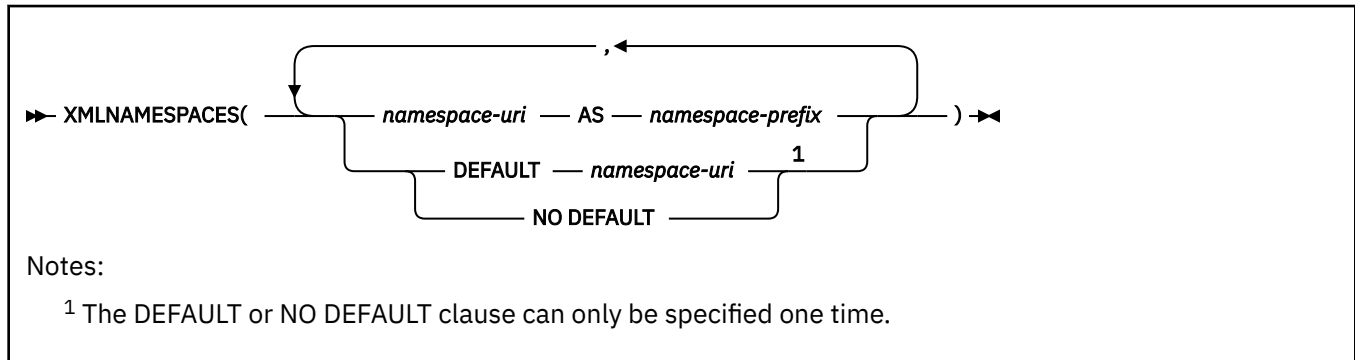 ,
XMLNAMESPACES( namespace-uri AS namespace-prefix )
DEFAULT namespace-uri 1
NO DEFAULT
Notes:
1 The DEFAULT or NO DEFAULT clause can only be specified one time.